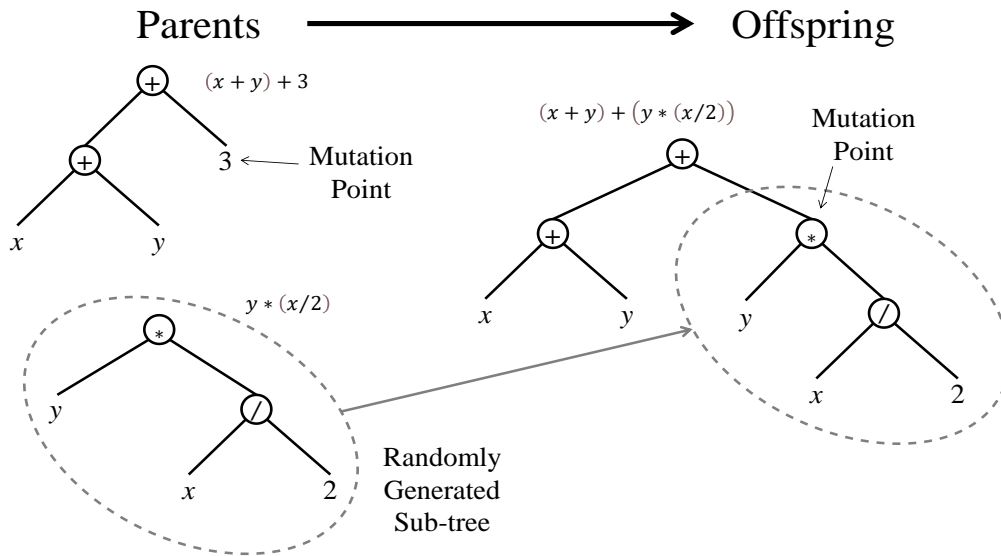 Parents
Offspring
+
(x + y) + 3
+
3
Mutation
Point
x
y
y ∗ (x/2)
*
y
/
x
2
Randomly
Generated
Sub-tree
(x + y) + (y ∗ (x/2))
Mutation
Point
+
+
*
x
y
y
/
x
2